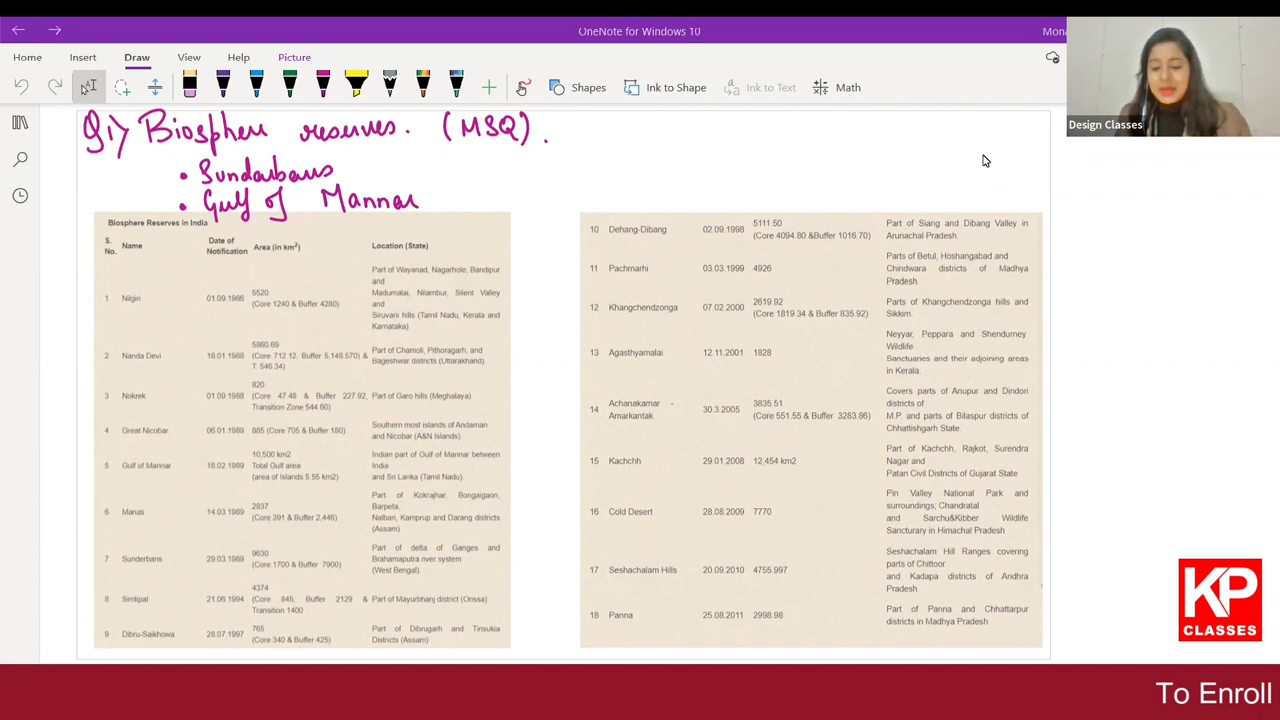 OneNote for Windows 10
Mona
Home Insert Draw View Help Picture
Shapes Ink to Shape Ink to Text Math
Design Classes
Q1) Biosphere reserves. (MSQ).
• Sundarbans
• Gulf of Mannar
Biosphere Reserves in India
S. No. Name Date of Notification Area (in km²) Location (State)
1 Nilgiri 01.09.1986 5520 (Core 1240 & Buffer 4280) Part of Wayanad, Nagarhole, Bandipur and Madumalai, Nilambur, Silent Valley and Siruvani hills (Tamil Nadu, Kerala and Karnataka).
2 Nanda Devi 18.01.1988 5860.69 (Core 712.12, Buffer 5,148.570) & T. 546.34) Part of Chamoli, Pithoragarh, and Bageshwar districts (Uttarakhand).
3 Nokrek 01.09.1988 820 (Core 47.48 & Buffer 227.92, Transition Zone 544.60) Part of Garo hills (Meghalaya)
4 Great Nicobar 06.01.1989 885 (Core 705 & Buffer 180) Southern most islands of Andaman and Nicobar (A&N Islands).
5 Gulf of Mannar 18.02.1989 10,500 km2 Total Gulf area (area of Islands 5.55 km2) Indian part of Gulf of Mannar between India and Sri Lanka (Tamil Nadu).
6 Manas 14.03.1989 2837 (Core 391 & Buffer 2,446) Part of Kokrajhar, Bongaigaon, Barpeta, Nalbari, Kamprup and Darang districts (Assam)
7 Sunderbans 29.03.1989 9630 (Core 1700 & Buffer 7900) Part of delta of Ganges and Brahamaputra river system (West Bengal).
8 Simlipal 21.06.1994 4374 (Core 845, Buffer 2129 & Transition 1400 Part of Mayurbhanj district (Orissa).
9 Dibru-Saikhowa 28.07.1997 765 (Core 340 & Buffer 425) Part of Dibrugarh and Tinsukia Districts (Assam)
10 Dehang-Dibang 02.09.1998 5111.50 (Core 4094.80 &Buffer 1016.70) Part of Siang and Dibang Valley in Arunachal Pradesh.
11 Pachmarhi 03.03.1999 4926 Parts of Betul, Hoshangabad and Chindwara districts of Madhya Pradesh
12 Khangchendzonga 07.02.2000 2619.92 (Core 1819.34 & Buffer 835.92) Parts of Khangchendzonga hills and Sikkim.
13 Agasthyamalai 12.11.2001 1828 Neyyar, Peppara and Shendurney Wildlife Sanctuaries and their adjoining areas in Kerala.
14 Achanakamar - Amarkantak 30.3.2005 3835.51 (Core 551.55 & Buffer 3283.86) Covers parts of Anupur and Dindori districts of M.P. and parts of Bilaspur districts of Chhattishgarh State.
15 Kachchh 29.01.2008 12,454 km2 Part of Kachchh, Rajkot, Surendra Nagar and Patan Civil Districts of Gujarat State
16 Cold Desert 28.08.2009 7770 Pin Valley National Park and surroundings; Chandratal and Sarchu&Kibber Wildlife Sancturary in Himachal Pradesh
17 Seshachalam Hills 20.09.2010 4755.997 Seshachalam Hill Ranges covering parts of Chittoor and Kadapa districts of Andhra Pradesh
18 Panna 25.08.2011 2998.98 Part of Panna and Chhattarpur districts in Madhya Pradesh
KP
CLASSES
To Enroll